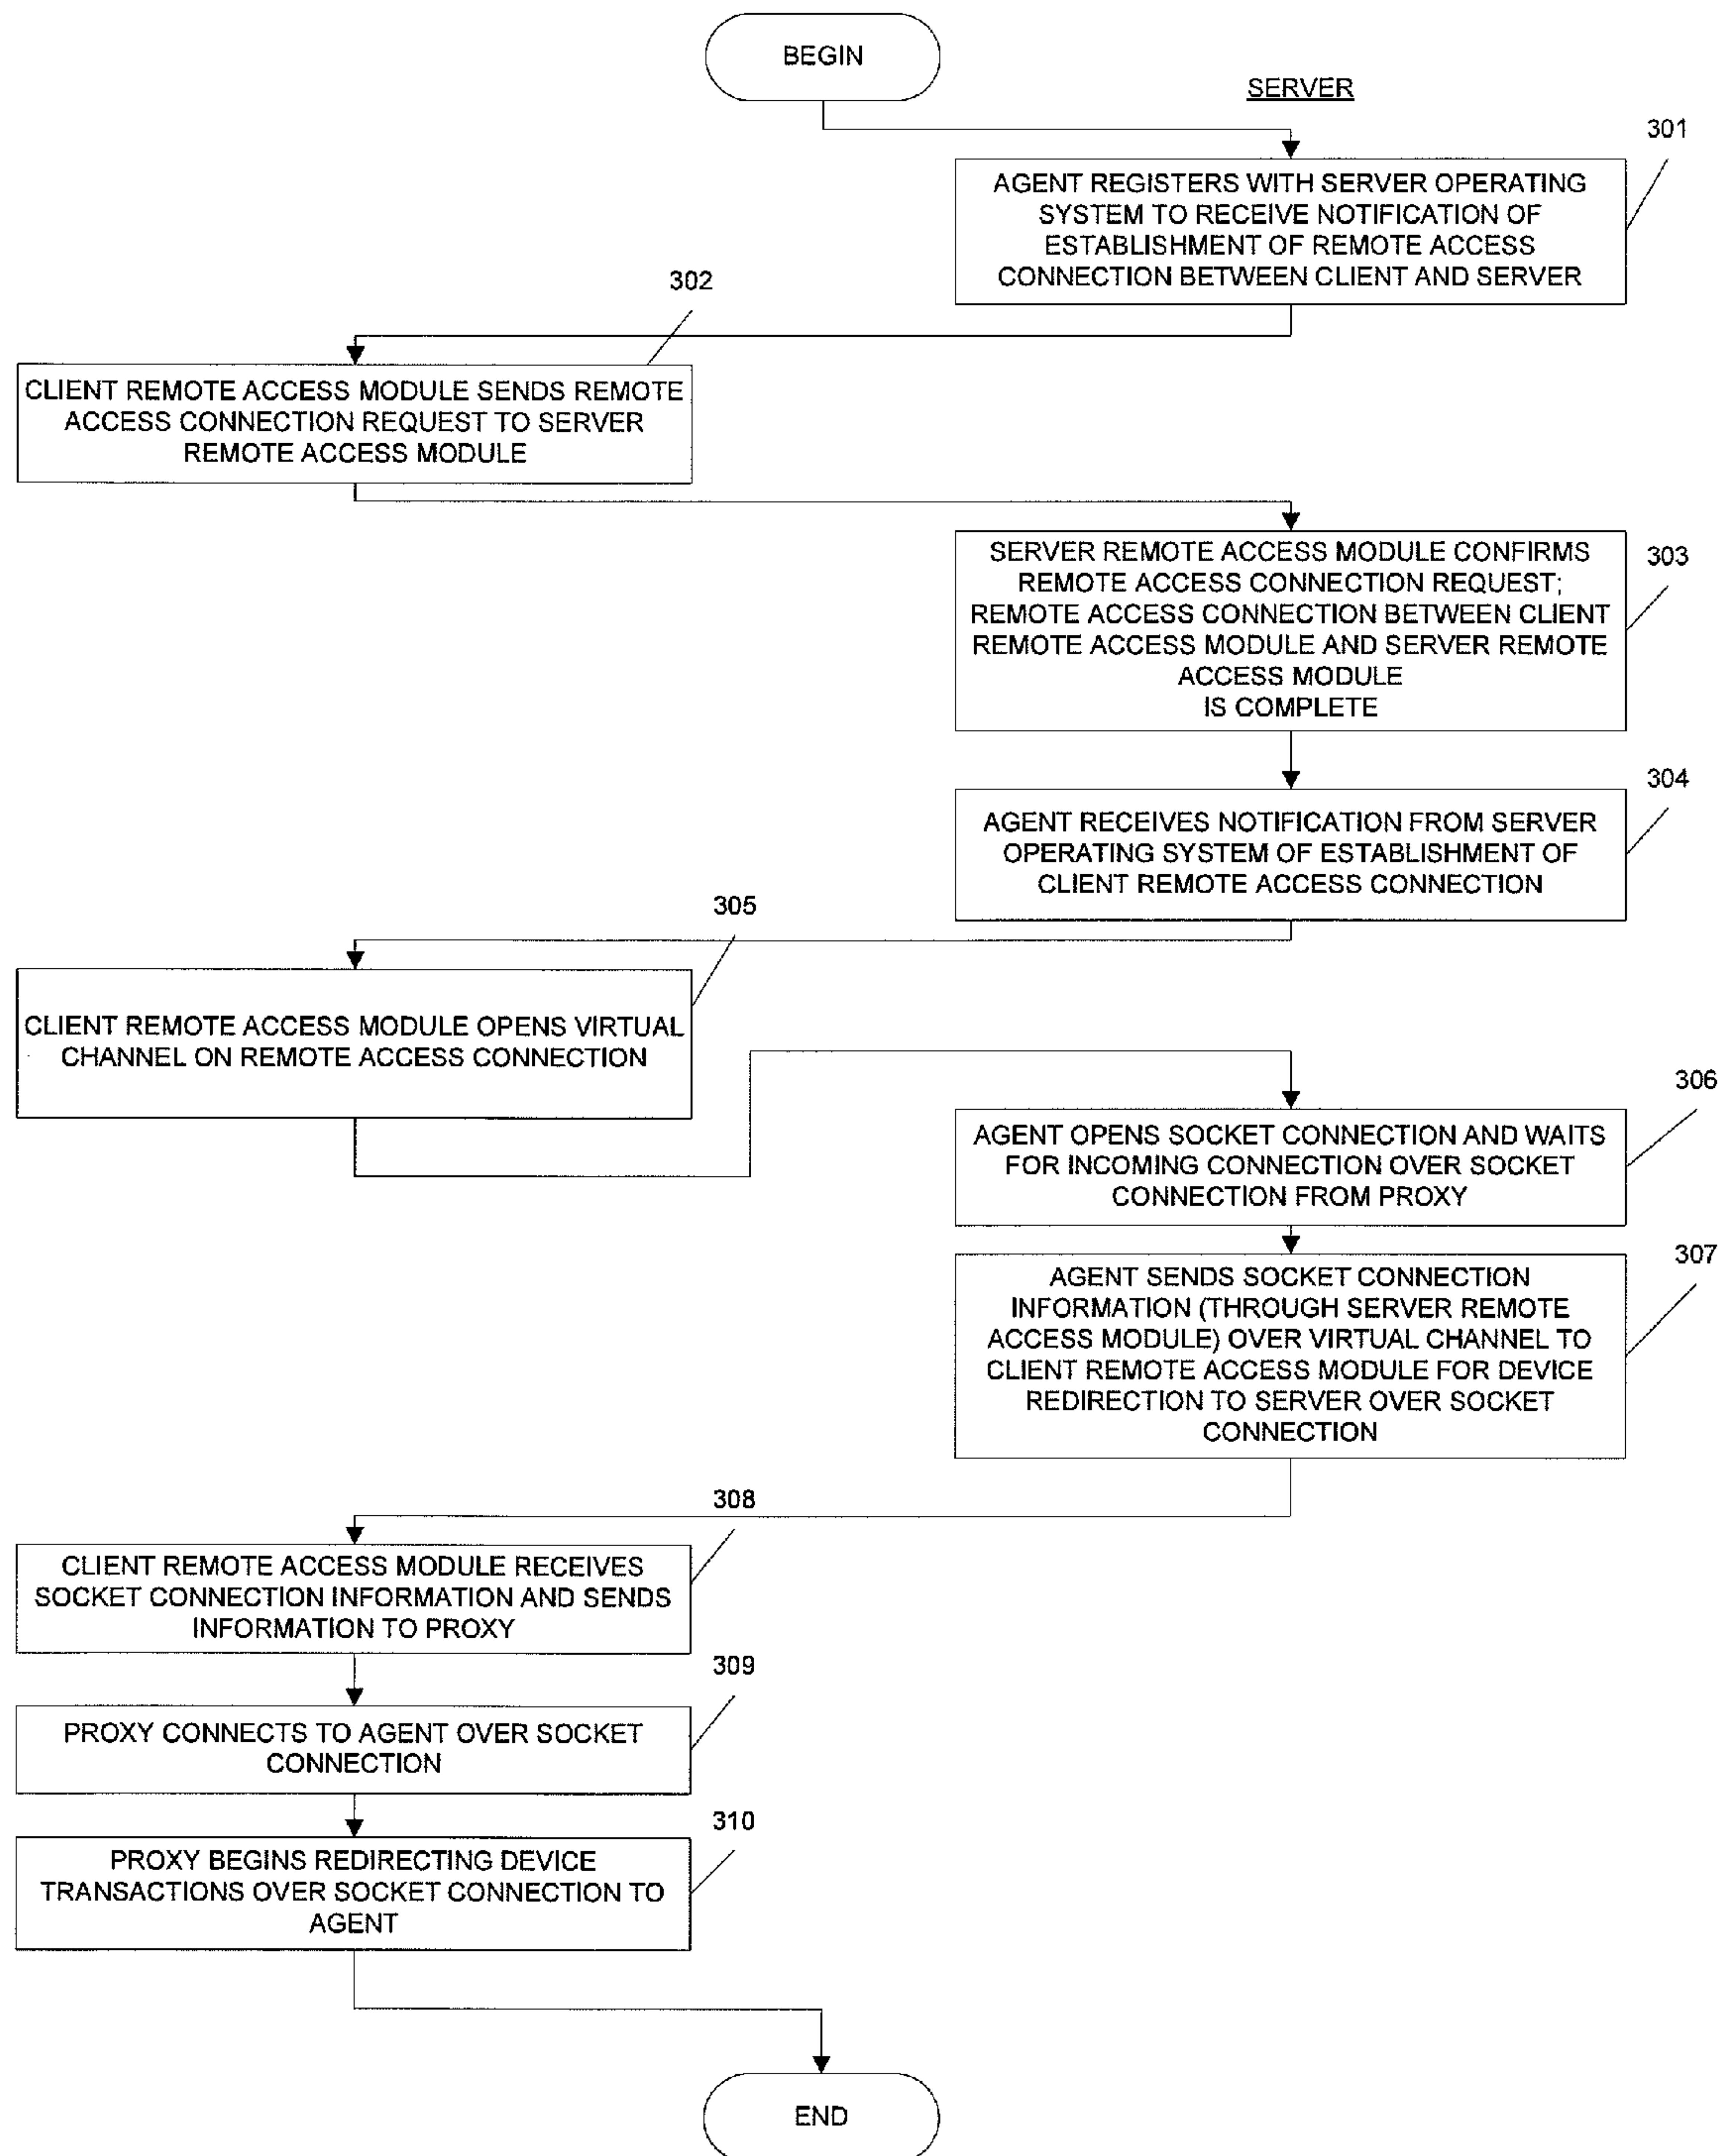 BEGIN
SERVER
301
AGENT REGISTERS WITH SERVER OPERATING
SYSTEM TO RECEIVE NOTIFICATION OF
ESTABLISHMENT OF REMOTE ACCESS
CONNECTION BETWEEN CLIENT AND SERVER
302
CLIENT REMOTE ACCESS MODULE SENDS REMOTE
ACCESS CONNECTION REQUEST TO SERVER
REMOTE ACCESS MODULE
303
SERVER REMOTE ACCESS MODULE CONFIRMS
REMOTE ACCESS CONNECTION REQUEST;
REMOTE ACCESS CONNECTION BETWEEN CLIENT
REMOTE ACCESS MODULE AND SERVER REMOTE
ACCESS MODULE
IS COMPLETE
304
AGENT RECEIVES NOTIFICATION FROM SERVER
OPERATING SYSTEM OF ESTABLISHMENT OF
CLIENT REMOTE ACCESS CONNECTION
305
CLIENT REMOTE ACCESS MODULE OPENS VIRTUAL
CHANNEL ON REMOTE ACCESS CONNECTION
306
AGENT OPENS SOCKET CONNECTION AND WAITS
FOR INCOMING CONNECTION OVER SOCKET
CONNECTION FROM PROXY
307
AGENT SENDS SOCKET CONNECTION
INFORMATION (THROUGH SERVER REMOTE
ACCESS MODULE) OVER VIRTUAL CHANNEL TO
CLIENT REMOTE ACCESS MODULE FOR DEVICE
REDIRECTION TO SERVER OVER SOCKET
CONNECTION
308
CLIENT REMOTE ACCESS MODULE RECEIVES
SOCKET CONNECTION INFORMATION AND SENDS
INFORMATION TO PROXY
309
PROXY CONNECTS TO AGENT OVER SOCKET
CONNECTION
310
PROXY BEGINS REDIRECTING DEVICE
TRANSACTIONS OVER SOCKET CONNECTION TO
AGENT
END